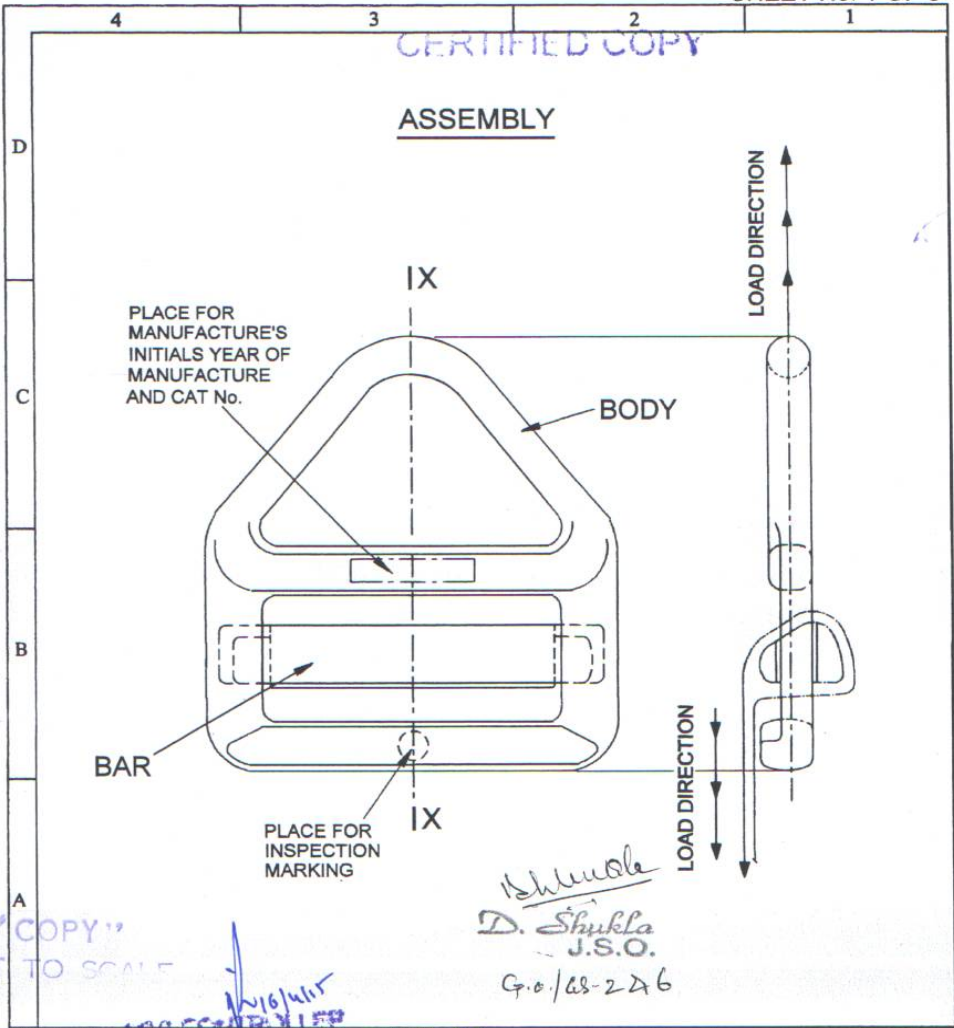 4 3 2 1
CERTIFIED COPY
ASSEMBLY
D
LOAD DIRECTION
IX
PLACE FOR
MANUFACTURE'S
INITIALS YEAR OF
MANUFACTURE
AND CAT No.
C
BODY
B
BAR
LOAD DIRECTION
IX
PLACE FOR
INSPECTION
MARKING
A
D. Shukla
J.S.O.
"COPY"
TO SCALE